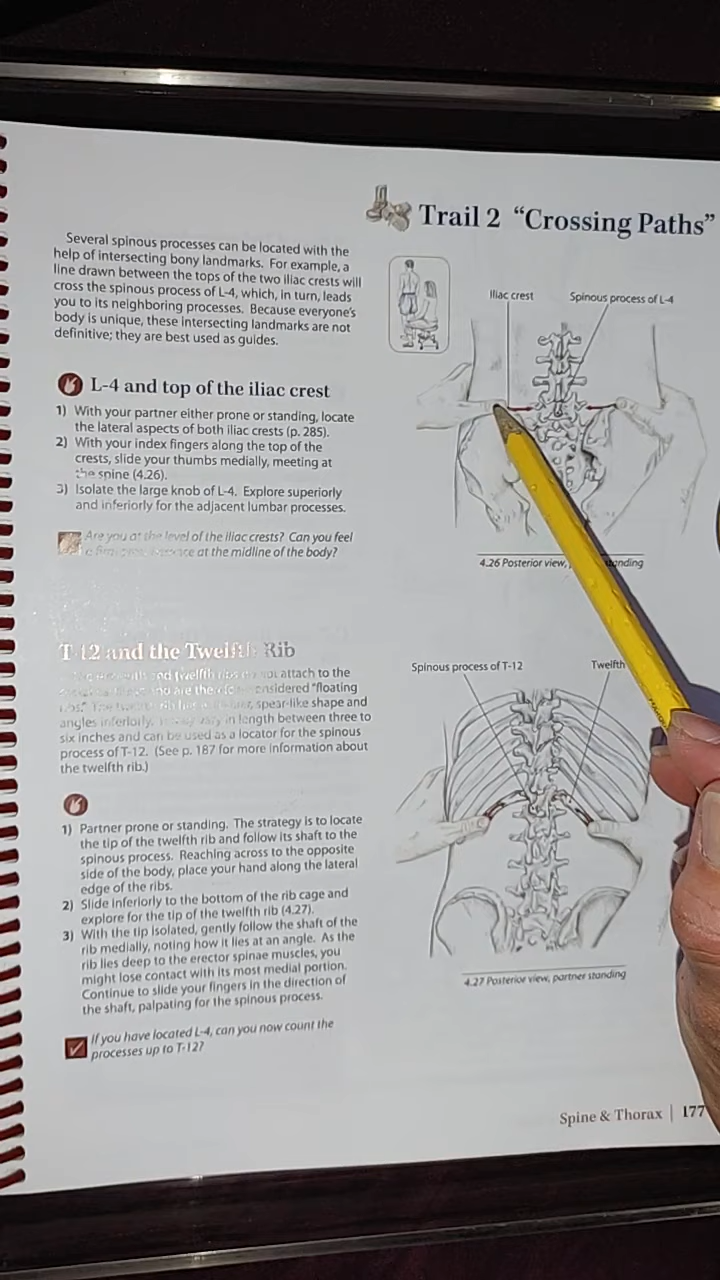 Trail 2 "Crossing Paths"
Several spinous processes can be located with the
help of intersecting bony landmarks. For example, a
line drawn between the tops of the two iliac crests will
cross the spinous process of L-4, which, in turn, leads
you to its neighboring processes. Because everyone's
body is unique, these intersecting landmarks are not
definitive; they are best used as guides.
L-4 and top of the iliac crest
1) With your partner either prone or standing, locate
the lateral aspects of both iliac crests (p. 285).
2) With your index fingers along the top of the
crests, slide your thumbs medially, meeting at
the spine (4.26).
3) Isolate the large knob of L-4. Explore superiorly
and inferiorly for the adjacent lumbar processes.
Are you at the level of the iliac crests? Can you feel
at the midline of the body?
Iliac crest
Spinous process of L-4
4.26 Posterior view,
T-12 and the Twelfth Rib
and twelfth ribs do not attach to the
are the considered "floating
spear-like shape and
angles inferiorly. vary in length between three to
six inches and can be used as a locator for the spinous
process of T-12. (See p. 187 for more information about
the twelfth rib.)
1) Partner prone or standing. The strategy is to locate
the tip of the twelfth rib and follow its shaft to the
spinous process. Reaching across to the opposite
side of the body, place your hand along the lateral
edge of the ribs.
2) Slide inferiorly to the bottom of the rib cage and
explore for the tip of the twelfth rib (4.27).
3) With the tip isolated, gently follow the shaft of the
rib medially, noting how it lies at an angle. As the
rib lies deep to the erector spinae muscles, you
might lose contact with its most medial portion.
Continue to slide your fingers in the direction of
the shaft, palpating for the spinous process.
If you have located L-4, can you now count the
processes up to T-12?
Spinous process of T-12
Twelfth
4.27 Posterior view, partner standing
Spine & Thorax | 177